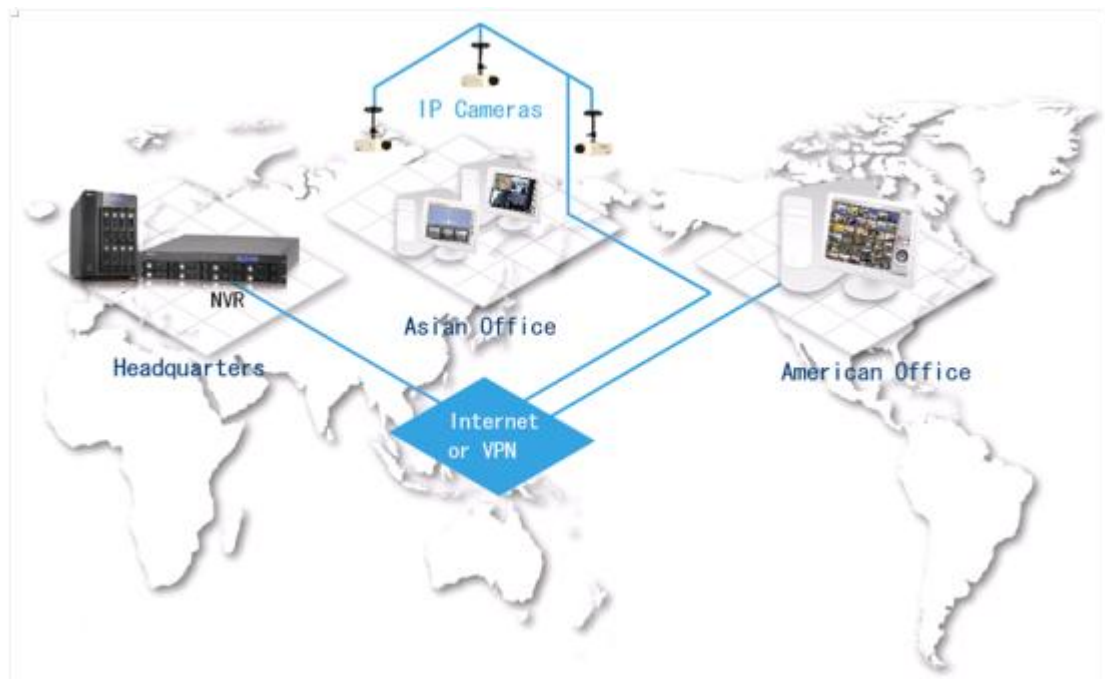 IP Cameras
NVR
Asian Office
Headquarters
American Office
Internet
or VPN